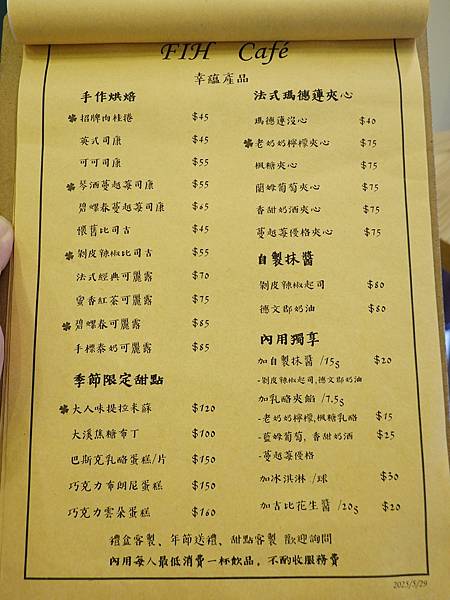 FIH Café
幸蘊產品
手作烘焙
招牌肉桂捲 $45
英式司康 $45
可可司康 $55
琴酒蔓越莓司康 $55
碧螺春蔓越莓司康 $65
懷舊比司吉 $45
剝皮辣椒比司吉 $55
法式經典可麗露 $70
蜜香紅茶可麗露 $75
碧螺春可麗露 $85
手標泰奶可麗露 $85
季節限定甜點
大人味提拉米蘇 $120
大溪焦糖布丁 $100
巴斯克乳酪蛋糕/片 $150
巧克力布朗尼蛋糕 $150
巧克力雲朵蛋糕 $160
法式瑪德蓮夾心
瑪德蓮沒心 $40
老奶奶檸檬夾心 $75
楓糖夾心 $75
蘭姆葡萄夾心 $75
香甜奶酒夾心 $75
蔓越莓優格夾心 $75
自製抹醬
剝皮辣椒起司 $80
德文郡奶油 $80
內用獨享
加自製抹醬 /15g $20
-剝皮辣椒起司,德文郡奶油
加乳酪夾餡 /7.5g
-老奶奶檸檬,楓糖乳酪 $15
-蘭姆葡萄, 香甜奶酒 $25
-蔓越莓優格
加冰淇淋 /球 $30
加吉比花生醬 /20g $20
禮盒客製、年節送禮、甜點客製 歡迎詢問
內用每人最低消費一杯飲品, 不酌收服務費
2025/5/29